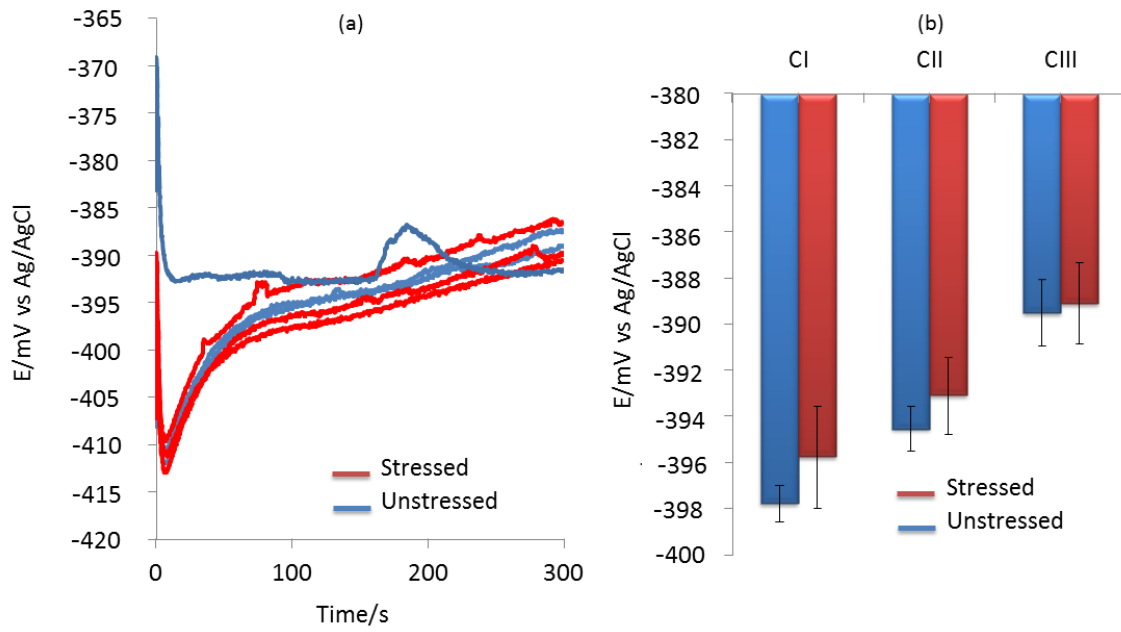 (a)
-365
-370
-375
-380
-385
-390
-395
-400
-405
-410
-415
-420
E/mV vs Ag/AgCl
0
100
200
300
Time/s
Stressed
Unstressed
(b)
CI
CII
CIII
-380
-382
-384
-386
-388
-390
-392
-394
-396
-398
-400
E/mV vs Ag/AgCl
Stressed
Unstressed